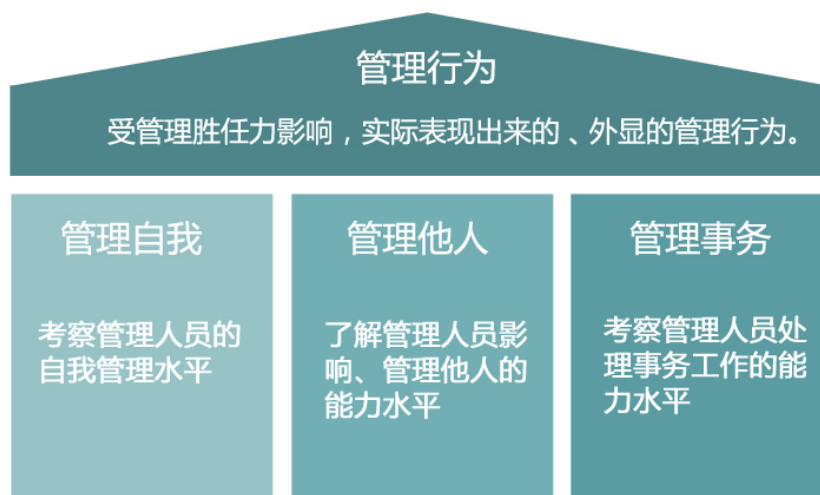 管理行为
受管理胜任力影响，实际表现出来的、外显的管理行为。
管理自我
考察管理人员的
自我管理水平
管理他人
了解管理人员影
响、管理他人的
能力水平
管理事务
考察管理人员处
理事务工作的能
力水平